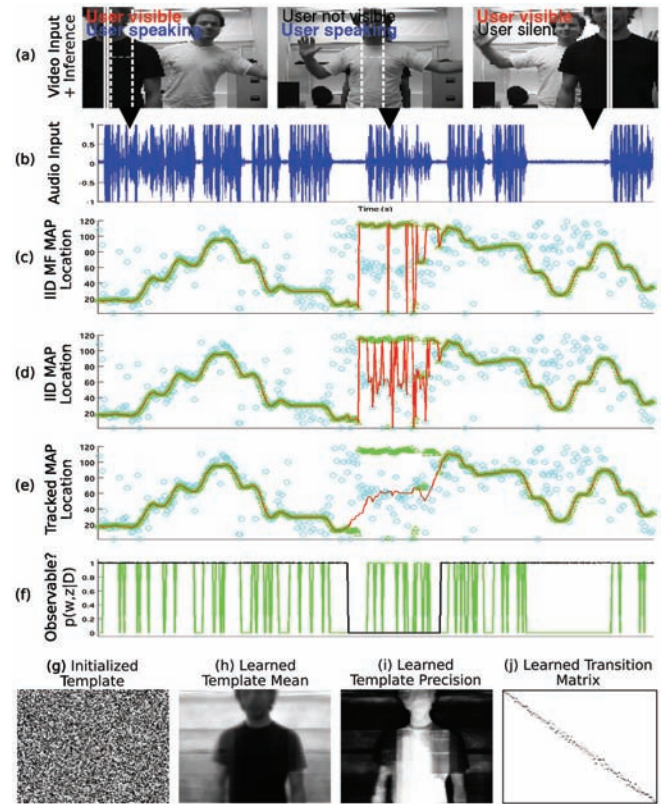 User visible
User speaking
User not visible
User speaking
User visible
User silent
(a)
Video Input
+ Inference
(b)
Audio Input
1
0.5
0
-0.5
-1
Time (s)
(c)
IID MF MAP
Location
120
100
80
60
40
20
(d)
IID MAP
Location
120
100
80
60
40
20
(e)
Tracked MAP
Location
120
100
80
60
40
20
(f)
Observable?
p(w,z|D)
1
0.8
0.6
0.4
0.2
0
(g) Initialized
Template
(h) Learned
Template Mean
(i) Learned
Template Precision
(j) Learned Transition
Matrix